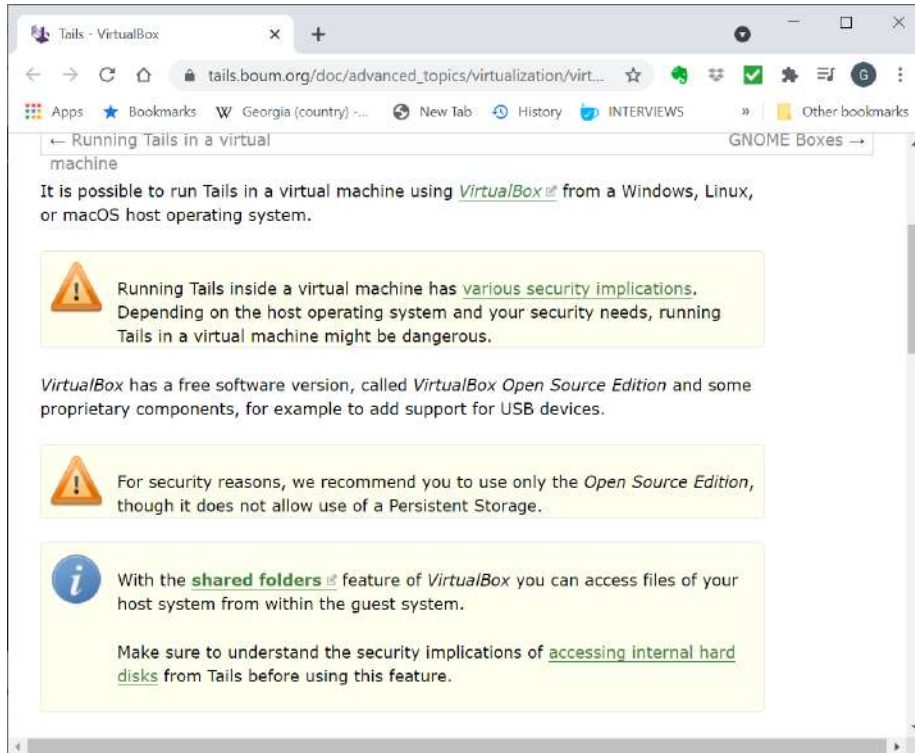 Tails - VirtualBox
tails.boum.org/doc/advanced_topics/virtualization/virt...
G
Apps Bookmarks W Georgia (country) -... New Tab History INTERVIEWS » Other bookmarks
← Running Tails in a virtual machine GNOME Boxes →
It is possible to run Tails in a virtual machine using VirtualBox from a Windows, Linux,
or macOS host operating system.
Running Tails inside a virtual machine has various security implications.
Depending on the host operating system and your security needs, running
Tails in a virtual machine might be dangerous.
VirtualBox has a free software version, called VirtualBox Open Source Edition and some
proprietary components, for example to add support for USB devices.
For security reasons, we recommend you to use only the Open Source Edition,
though it does not allow use of a Persistent Storage.
With the shared folders feature of VirtualBox you can access files of your
host system from within the guest system.
Make sure to understand the security implications of accessing internal hard
disks from Tails before using this feature.